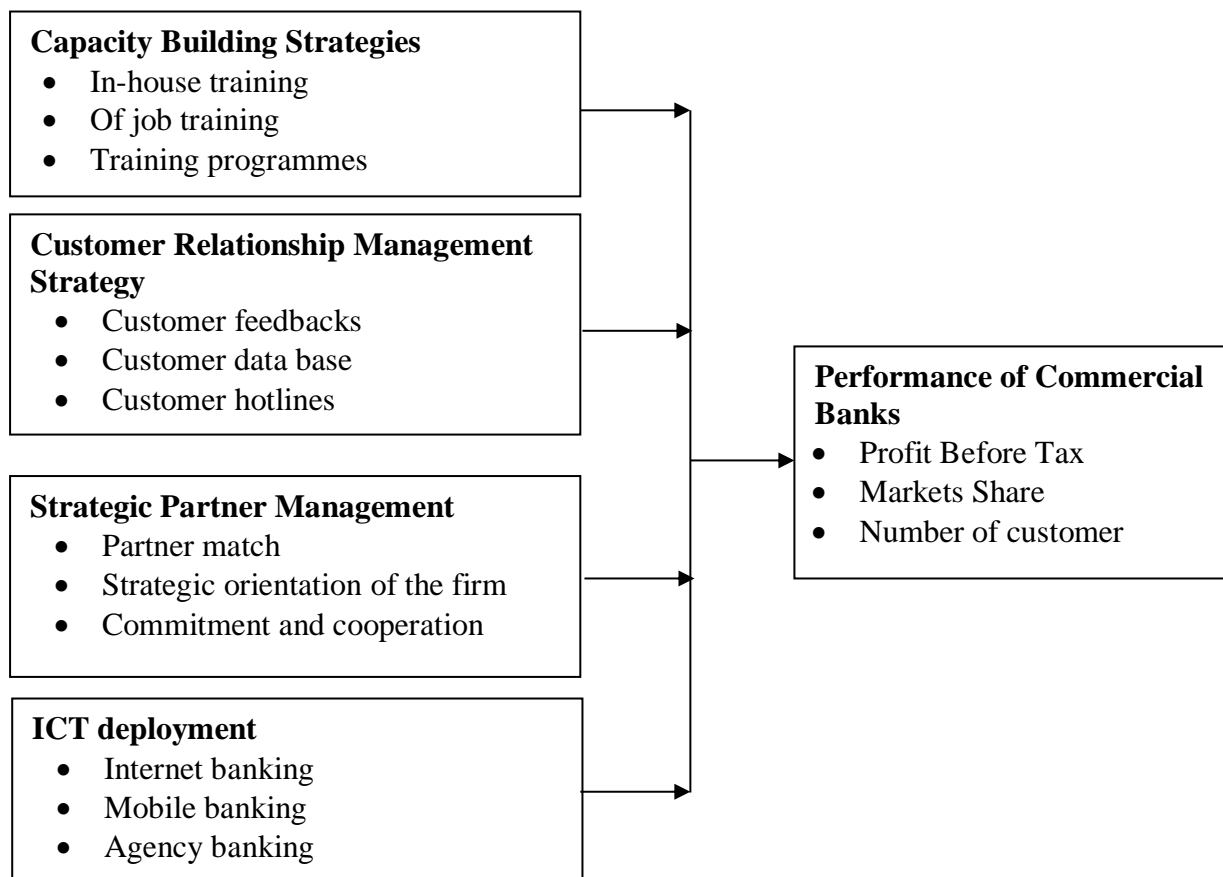 Capacity Building Strategies
• In-house training
• Of job training
• Training programmes
Customer Relationship Management
Strategy
• Customer feedbacks
• Customer data base
• Customer hotlines
Strategic Partner Management
• Partner match
• Strategic orientation of the firm
• Commitment and cooperation
ICT deployment
• Internet banking
• Mobile banking
• Agency banking
Performance of Commercial
Banks
• Profit Before Tax
• Markets Share
• Number of customer